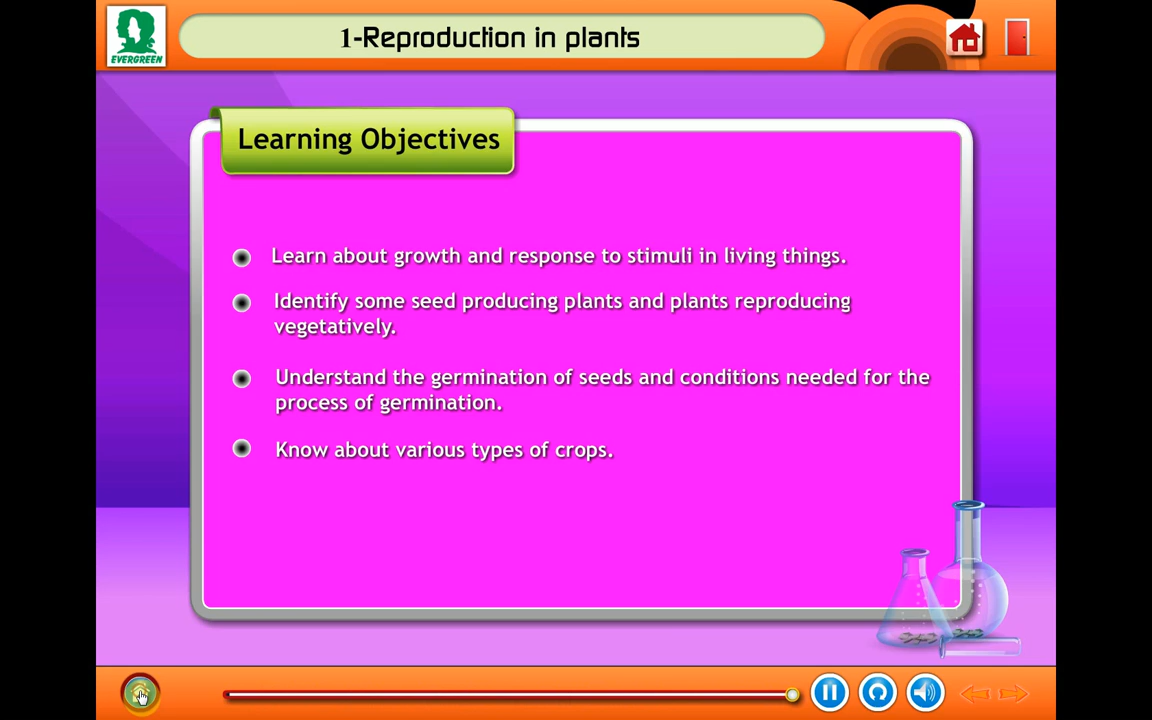 EVERGREEN
1-Reproduction in plants
Learning Objectives
Learn about growth and response to stimuli in living things.
Identify some seed producing plants and plants reproducing
vegetatively.
Understand the germination of seeds and conditions needed for the
process of germination.
Know about various types of crops.